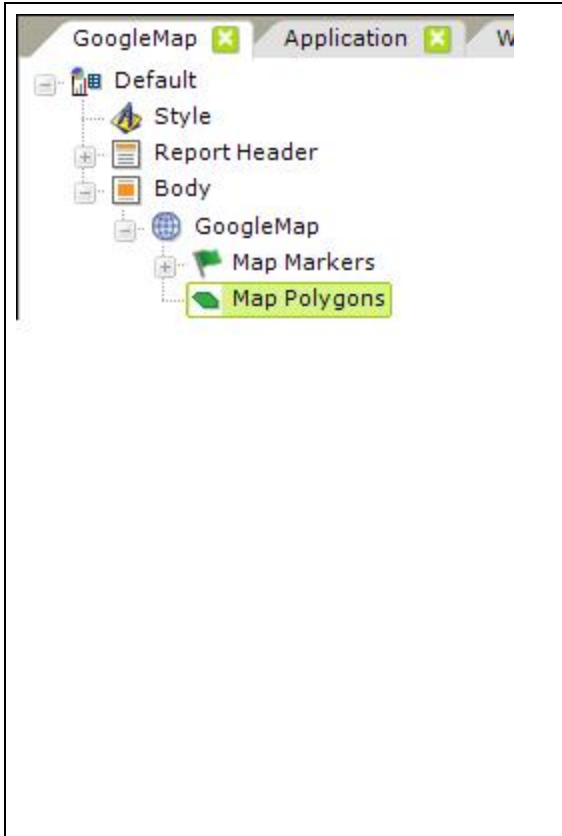 GoogleMap Application W
Default
Style
Report Header
Body
GoogleMap
Map Markers
Map Polygons